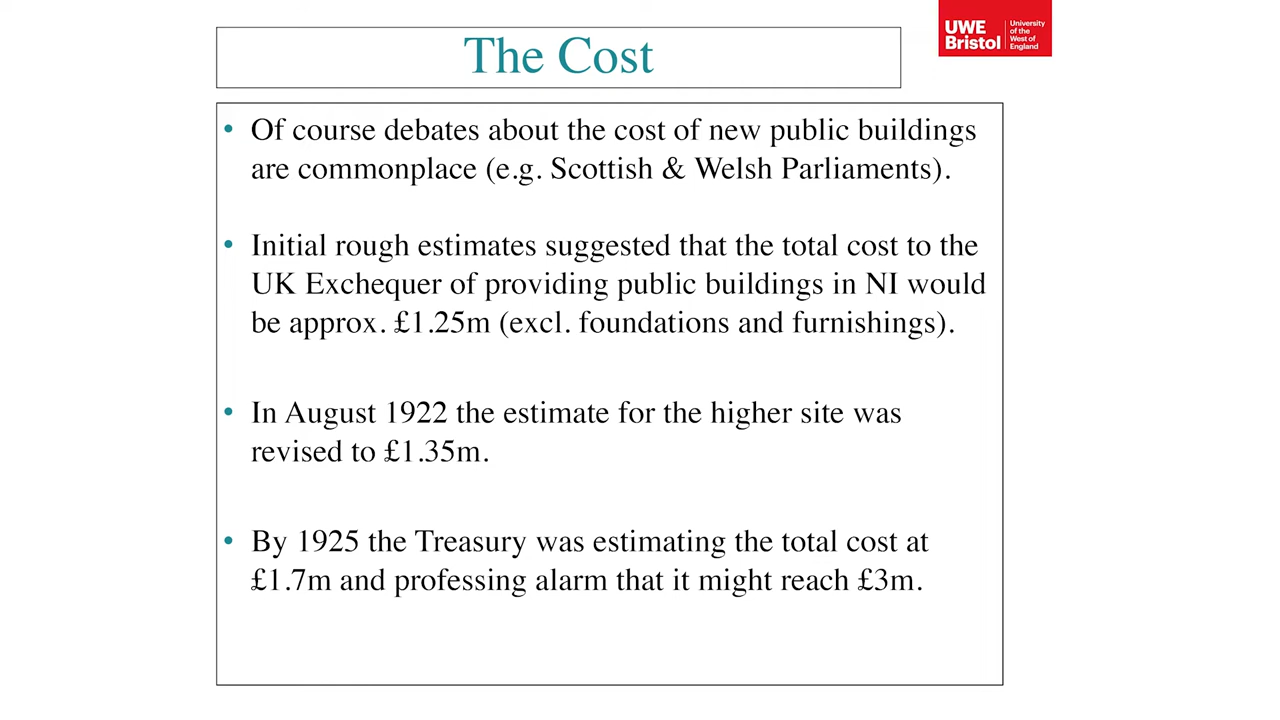 The Cost
UWE
Bristol
University
of the
West of
England
• Of course debates about the cost of new public buildings
are commonplace (e.g. Scottish & Welsh Parliaments).
• Initial rough estimates suggested that the total cost to the
UK Exchequer of providing public buildings in NI would
be approx. £1.25m (excl. foundations and furnishings).
• In August 1922 the estimate for the higher site was
revised to £1.35m.
• By 1925 the Treasury was estimating the total cost at
£1.7m and professing alarm that it might reach £3m.